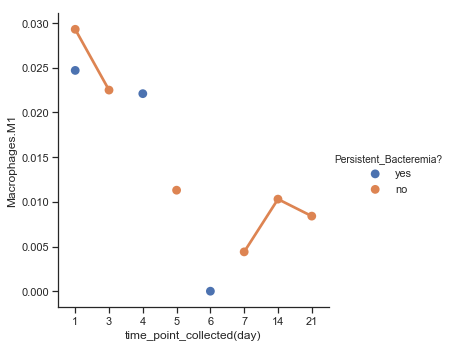 0.030
0.025
0.020
0.015
0.010
0.005
0.000
Macrophages.M1
1 3 4 5 6 7 14 21
time_point_collected(day)
Persistent_Bacteremia?
yes
no